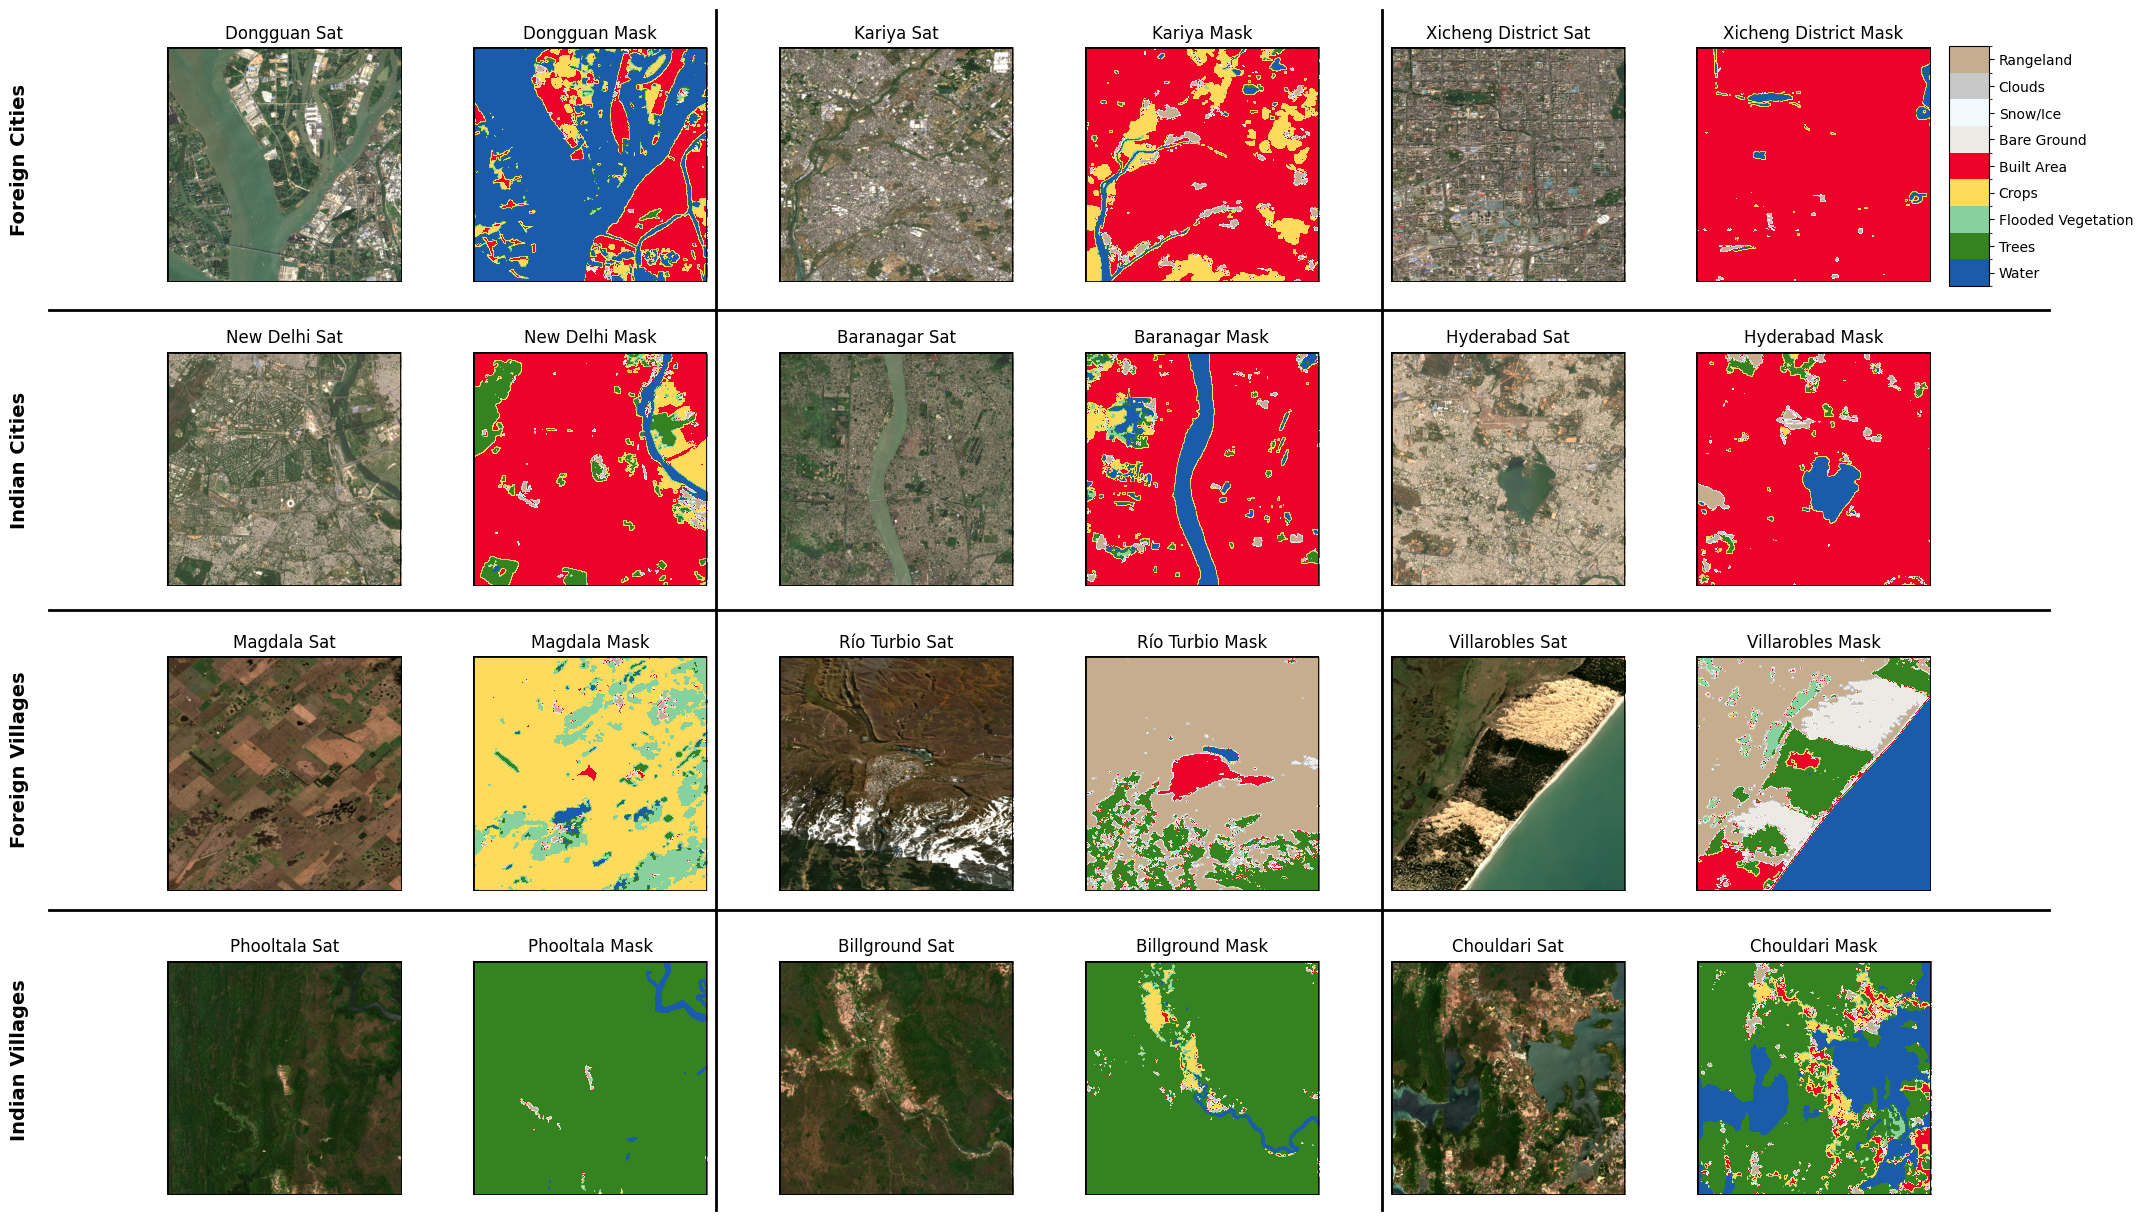 Dongguan Sat
Dongguan Mask
Kariya Sat
Kariya Mask
Xicheng District Sat
Xicheng District Mask
Rangeland
Clouds
Snow/Ice
Bare Ground
Built Area
Crops
Flooded Vegetation
Trees
Water
Foreign Cities
New Delhi Sat
New Delhi Mask
Baranagar Sat
Baranagar Mask
Hyderabad Sat
Hyderabad Mask
Indian Cities
Magdala Sat
Magdala Mask
Río Turbio Sat
Río Turbio Mask
Villarobles Sat
Villarobles Mask
Foreign Villages
Phooltala Sat
Phooltala Mask
Billground Sat
Billground Mask
Chouldari Sat
Chouldari Mask
Indian Villages